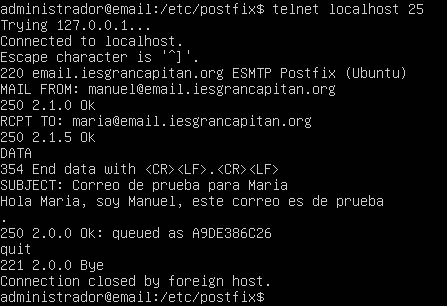 administrador@email:/etc/postfix$ telnet localhost 25
Trying 127.0.0.1...
Connected to localhost.
Escape character is '^]'.
220 email.iesgrancapitan.org ESMTP Postfix (Ubuntu)
MAIL FROM: manuel@email.iesgrancapitan.org
250 2.1.0 Ok
RCPT TO: maria@email.iesgrancapitan.org
250 2.1.5 Ok
DATA
354 End data with <CR><LF>.<CR><LF>
SUBJECT: Correo de prueba para Maria
Hola Maria, soy Manuel, este correo es de prueba
.
250 2.0.0 Ok: queued as A9DE386C26
quit
221 2.0.0 Bye
Connection closed by foreign host.
administrador@email:/etc/postfix$